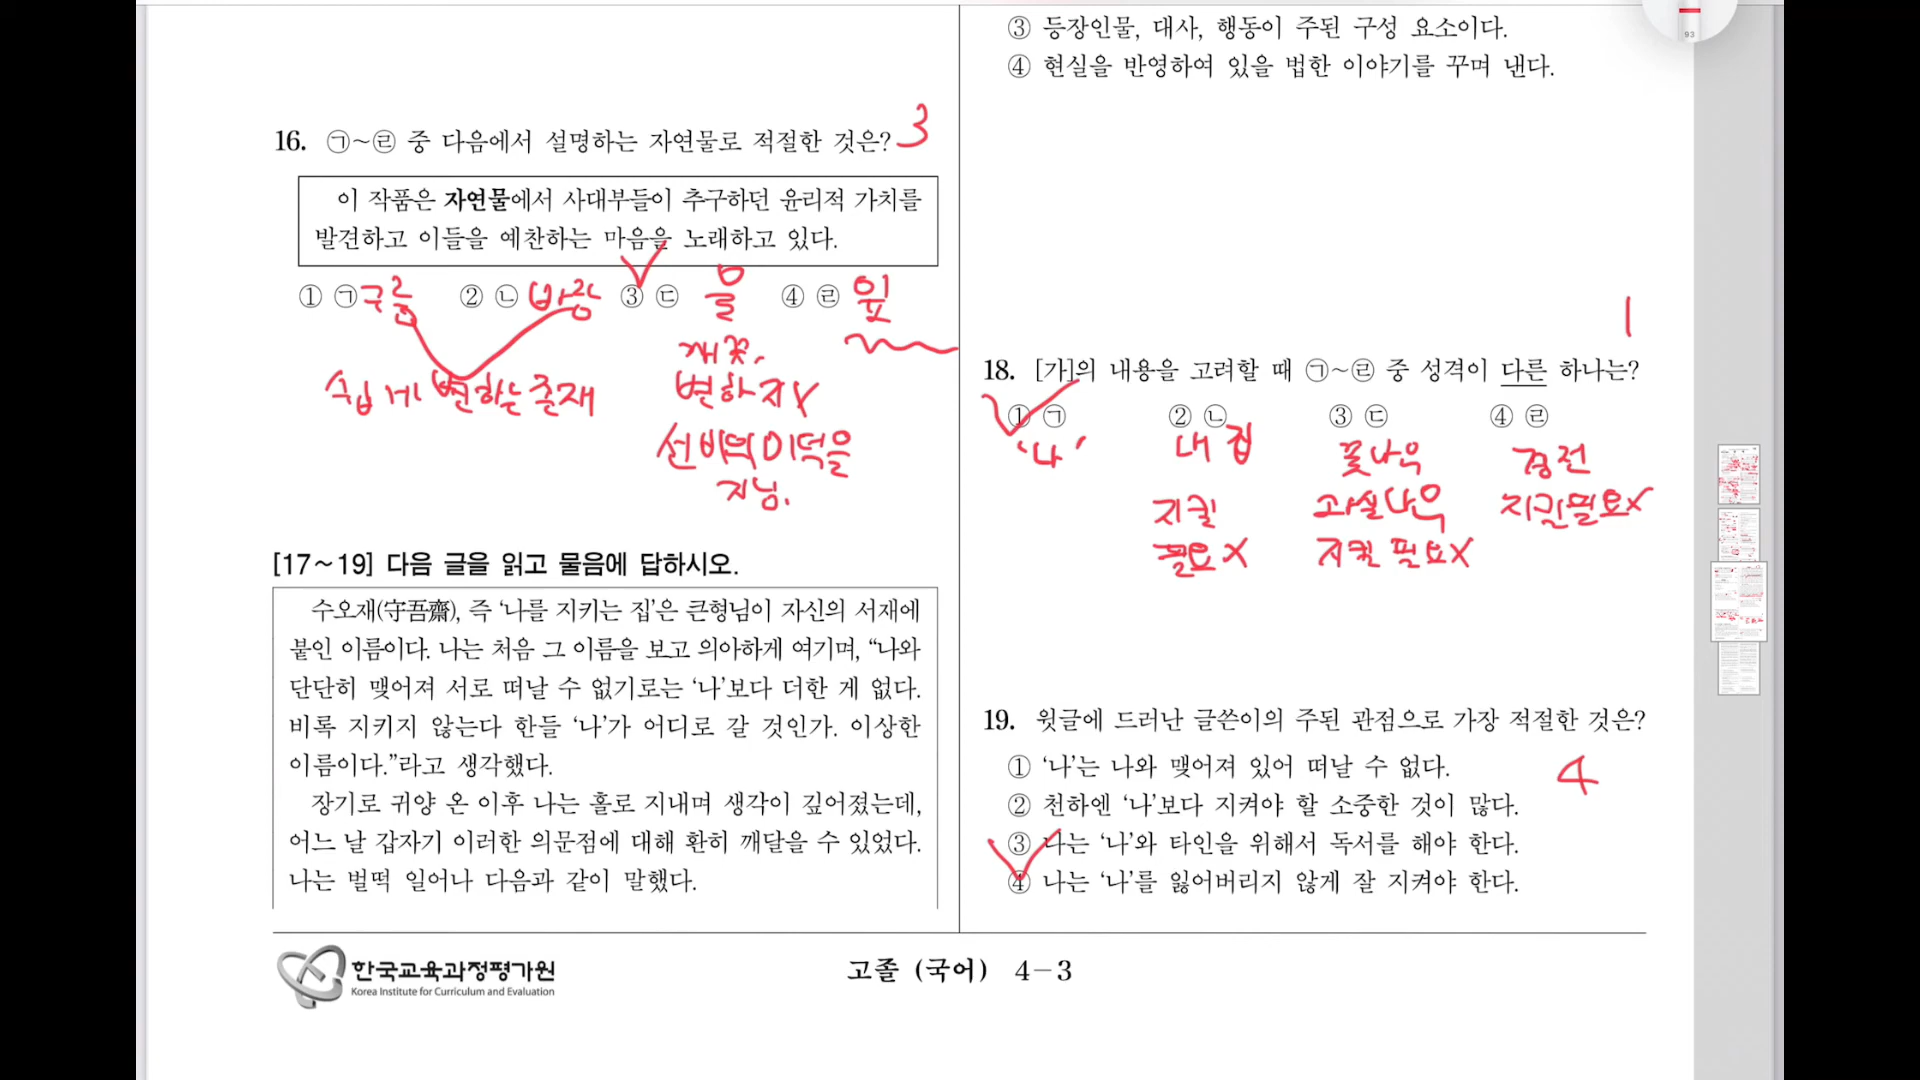 16. ㉠~㉣ 중 다음에서 설명하는 자연물로 적절한 것은? 3
이 작품은 자연물에서 사대부들이 추구하던 윤리적 가치를
발견하고 이들을 예찬하는 마음을 노래하고 있다.
① ㉠ 구름 ② ㉡ 바람 ③ ㉢ 물 ④ ㉣ 잎
쉽게 변하는 존재
깨끗,
변하지X
선비의 미덕을
지님.
[17~19] 다음 글을 읽고 물음에 답하시오.
수오재(守吾齋), 즉 ‘나를 지키는 집’은 큰형님이 자신의 서재에
붙인 이름이다. 나는 처음 그 이름을 보고 의아하게 여기며, “나와
단단히 맺어져 서로 떠날 수 없기로는 ‘나’보다 더한 게 없다.
비록 지키지 않는다 한들 ‘나’가 어디로 갈 것인가. 이상한
이름이다.”라고 생각했다.
장기로 귀양 온 이후 나는 홀로 지내며 생각이 깊어졌는데,
어느 날 갑자기 이러한 의문점에 대해 환히 깨달을 수 있었다.
나는 벌떡 일어나 다음과 같이 말했다.
③ 등장인물, 대사, 행동이 주된 구성 요소이다.
④ 현실을 반영하여 있을 법한 이야기를 꾸며 낸다.
1
18. [가]의 내용을 고려할 때 ㉠~㉣ 중 성격이 다른 하나는?
① ㉠ ② ㉡ ③ ㉢ ④ ㉣
‘나’ 내 집 꽃나무 경전
지킬 과실나무 지킬필요X
필요X 지킬 필요X
19. 윗글에 드러난 글쓴이의 주된 관점으로 가장 적절한 것은?
① ‘나’는 나와 맺어져 있어 떠날 수 없다. 4
② 천하엔 ‘나’보다 지켜야 할 소중한 것이 많다.
③ 나는 ‘나’와 타인을 위해서 독서를 해야 한다.
④ 나는 ‘나’를 잃어버리지 않게 잘 지켜야 한다.
한국교육과정평가원
Korea Institute for Curriculum and Evaluation
고졸 (국어) 4-3
93